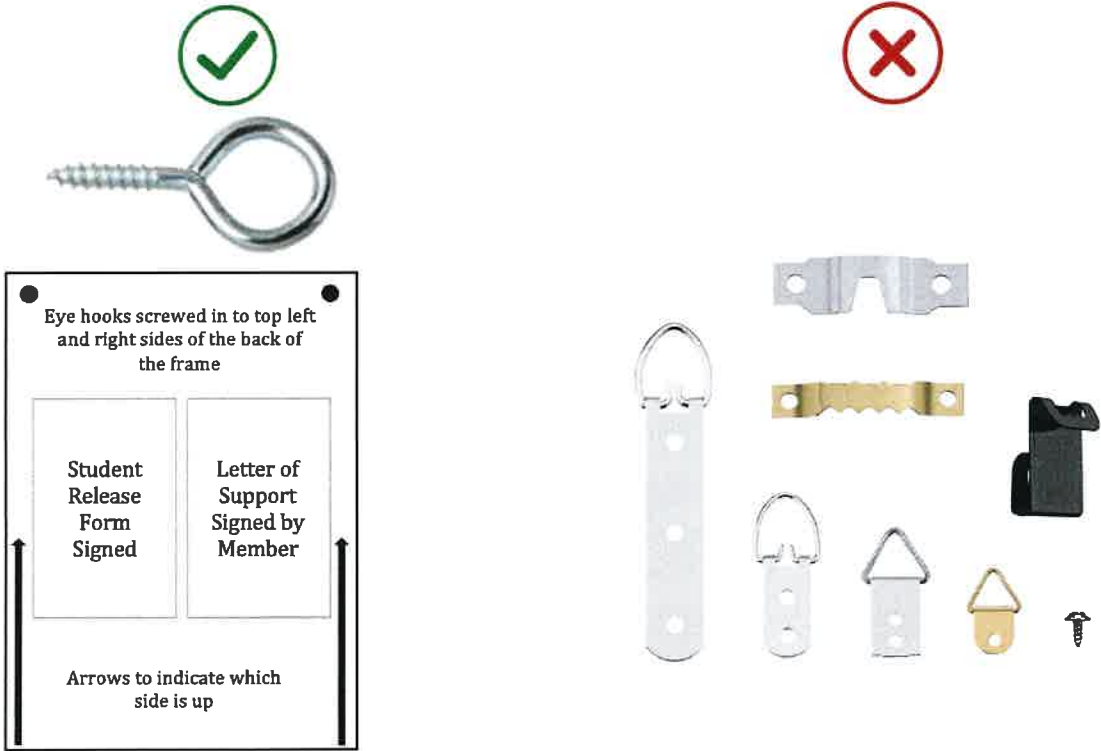 Eye hooks screwed in to top left
and right sides of the back of
the frame
Student
Release
Form
Signed
Letter of
Support
Signed by
Member
Arrows to indicate which
side is up